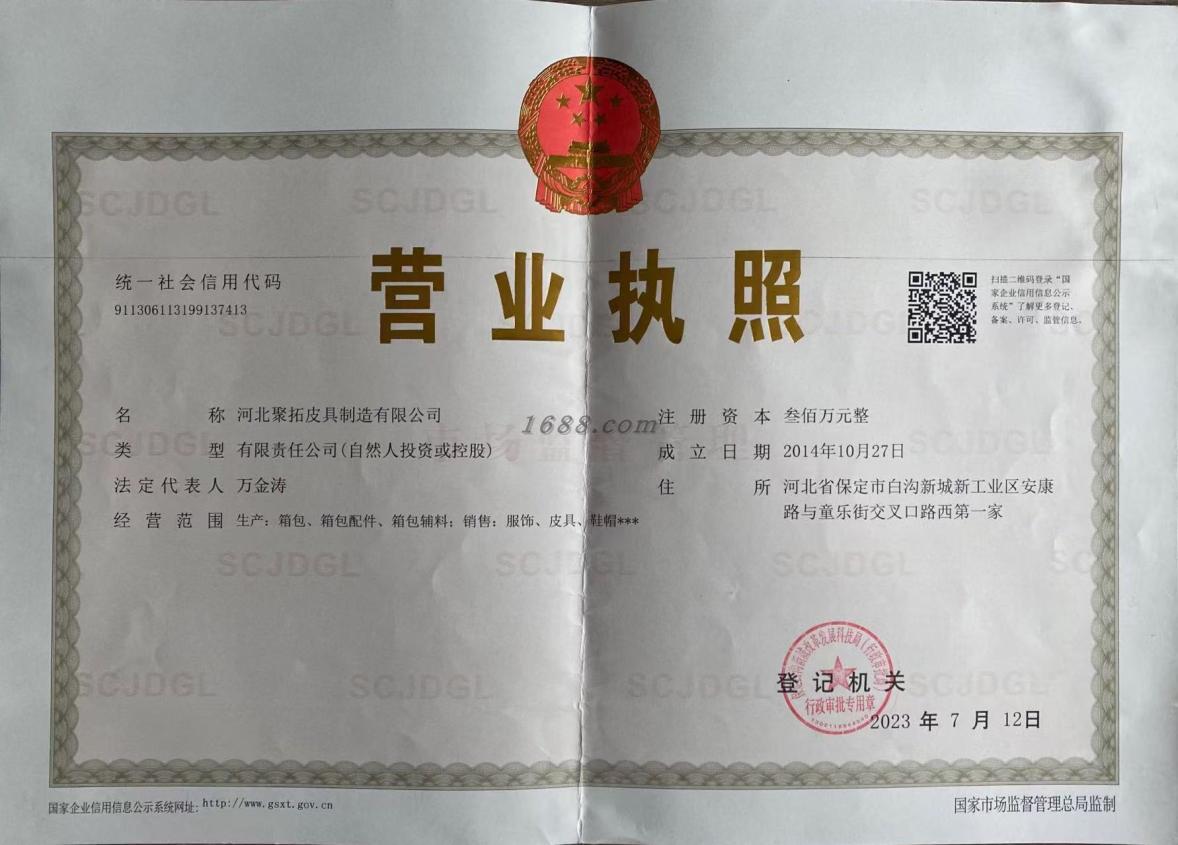 营业执照
统一社会信用代码
911306113199137413
扫描二维码登录“国
家企业信用信息公示
系统”了解更多登记、
备案、许可、监管信息。
名称 河北聚拓皮具制造有限公司
类型 有限责任公司(自然人投资或控股)
法定代表人 万金涛
经营范围 生产：箱包、箱包配件、箱包辅料；销售：服饰、皮具、鞋帽***
注册资本 叁佰万元整
成立日期 2014年10月27日
住所 河北省保定市白沟新城新工业区安康
路与童乐街交叉口路西第一家
1688.com
SCJDGL
登记机关
行政审批专用章
2023 年 7 月 12日
国家企业信用信息公示系统网址: http://www.gsxt.gov.cn
国家市场监督管理总局监制